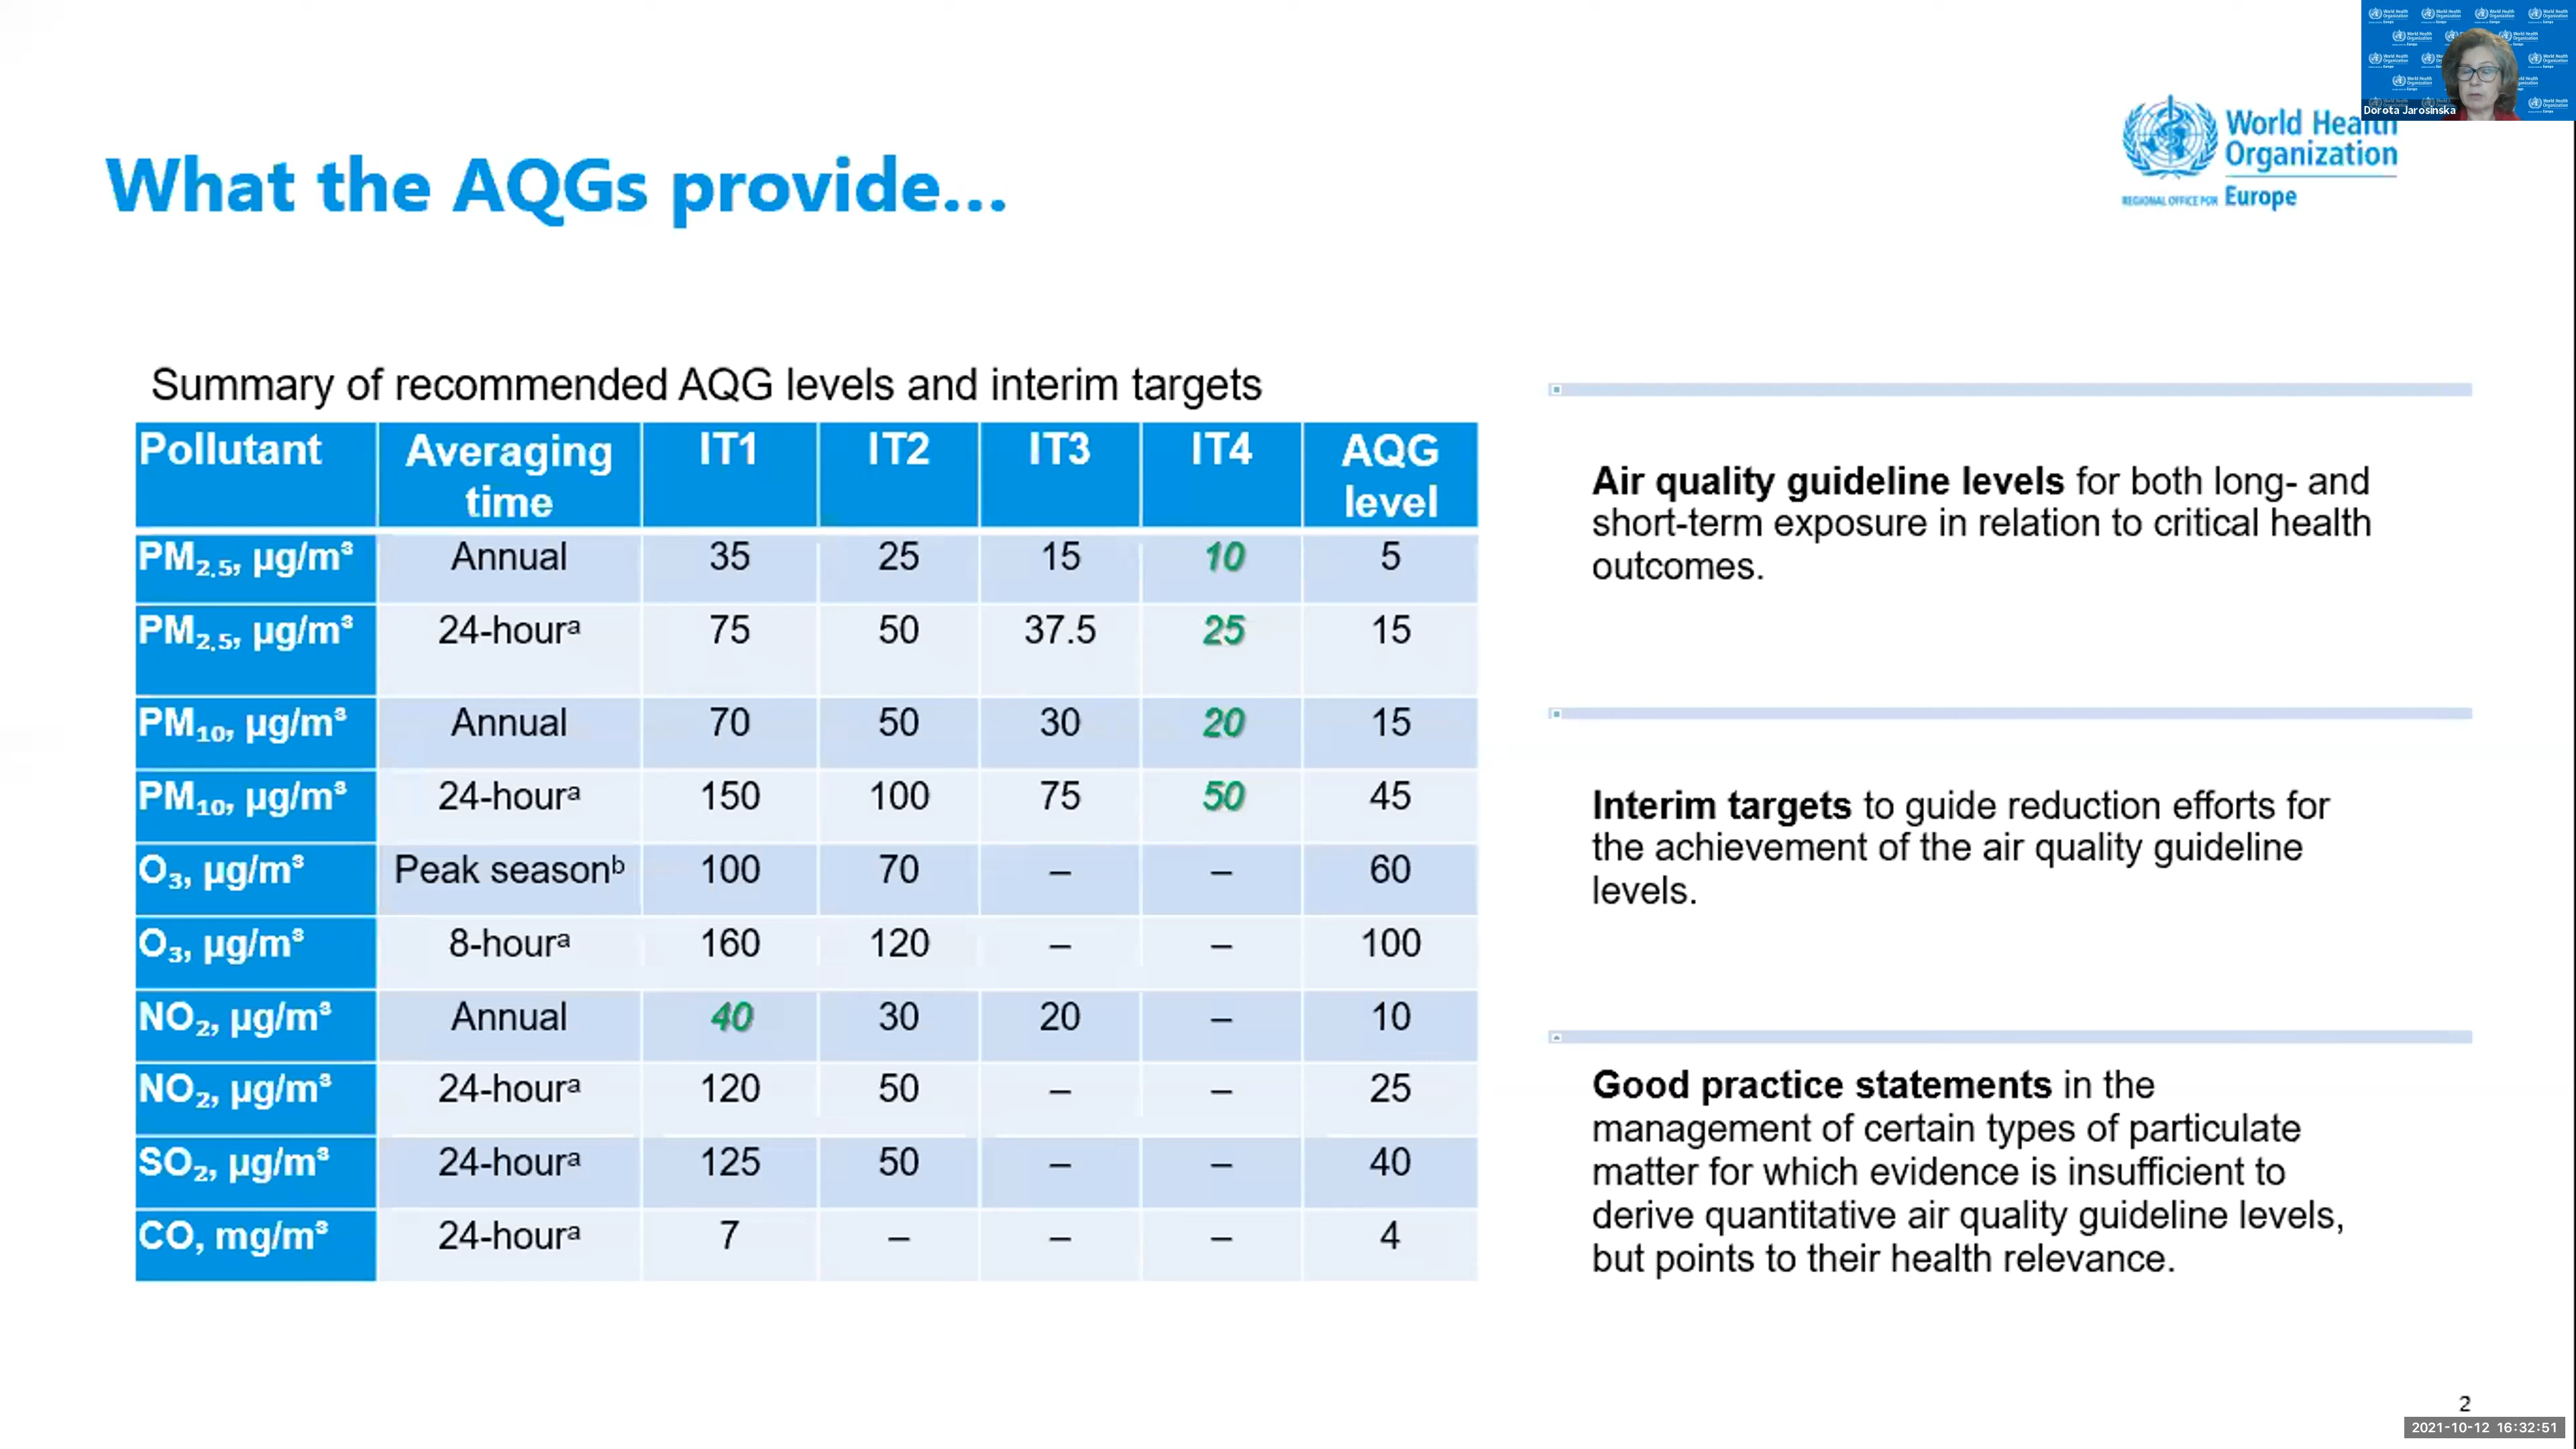 Dorota Jarosinska
World Health
Organization
REGIONAL OFFICE FOR Europe
What the AQGs provide...
Summary of recommended AQG levels and interim targets
Pollutant Averaging time IT1 IT2 IT3 IT4 AQG level
PM₂.₅, µg/m³ Annual 35 25 15 10 5
PM₂.₅, µg/m³ 24-hourᵃ 75 50 37.5 25 15
PM₁₀, µg/m³ Annual 70 50 30 20 15
PM₁₀, µg/m³ 24-hourᵃ 150 100 75 50 45
O₃, µg/m³ Peak seasonᵇ 100 70 – – 60
O₃, µg/m³ 8-hourᵃ 160 120 – – 100
NO₂, µg/m³ Annual 40 30 20 – 10
NO₂, µg/m³ 24-hourᵃ 120 50 – – 25
SO₂, µg/m³ 24-hourᵃ 125 50 – – 40
CO, mg/m³ 24-hourᵃ 7 – – – 4
Air quality guideline levels for both long- and
short-term exposure in relation to critical health
outcomes.
Interim targets to guide reduction efforts for
the achievement of the air quality guideline
levels.
Good practice statements in the
management of certain types of particulate
matter for which evidence is insufficient to
derive quantitative air quality guideline levels,
but points to their health relevance.
2
2021-10-12 16:32:51